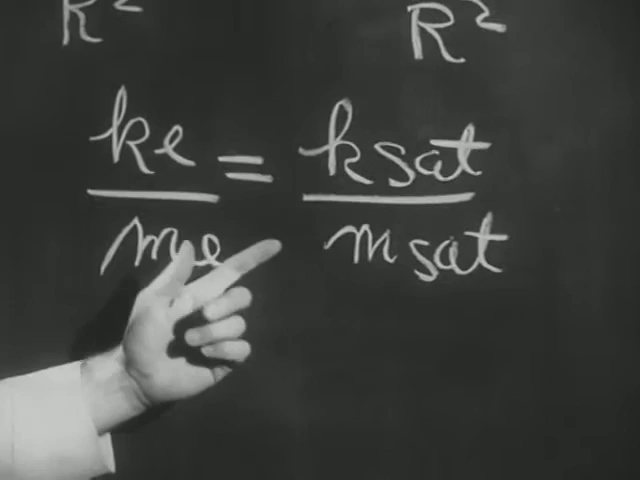 R² R²
ke = ksat
me msat